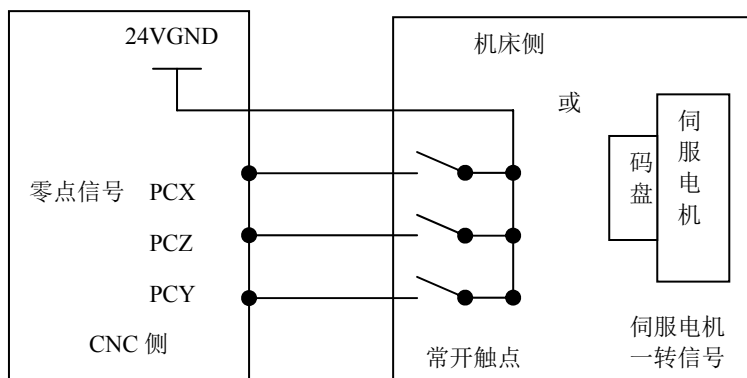 24VGND
机床侧
或
伺服电机
码盘
零点信号
PCX
PCZ
PCY
CNC 侧
常开触点
伺服电机
一转信号